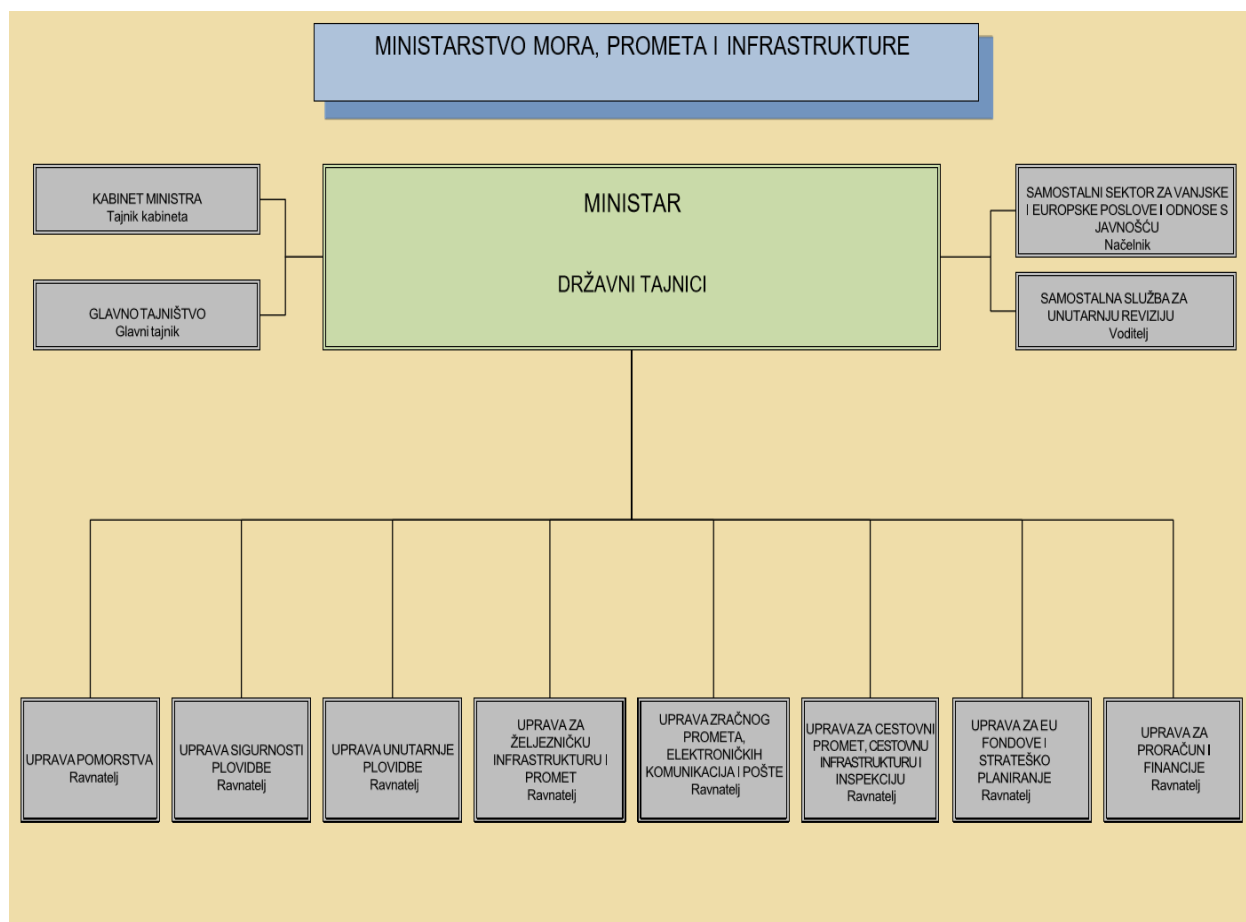 MINISTARSTVO MORA, PROMETA I INFRASTRUKTURE
KABINET MINISTRA
Tajnik kabineta
GLAVNO TAJNIŠTVO
Glavni tajnik
MINISTAR
DRŽAVNI TAJNICI
SAMOSTALNI SEKTOR ZA VANJSKE
I EUROPSKE POSLOVE I ODNOSE S
JAVNOŠĆU
Načelnik
SAMOSTALNA SLUŽBA ZA
UNUTARNJU REVIZIJU
Voditelj
UPRAVA POMORSTVA
Ravnatelj
UPRAVA SIGURNOSTI
PLOVIDBE
Ravnatelj
UPRAVA UNUTARNJE
PLOVIDBE
Ravnatelj
UPRAVA ZA
ŽELJEZNIČKU
INFRASTRUKTURU I
PROMET
Ravnatelj
UPRAVA ZRAČNOG
PROMETA,
ELEKTRONIČKIH
KOMUNIKACIJA I POŠTE
Ravnatelj
UPRAVA ZA CESTOVNI
PROMET, CESTOVNU
INFRASTRUKTURU I
INSPEKCIJU
Ravnatelj
UPRAVA ZA EU
FONDOVE I
STRATEŠKO
PLANIRANJE
Ravnatelj
UPRAVA ZA
PRORAČUN I
FINANCIJE
Ravnatelj